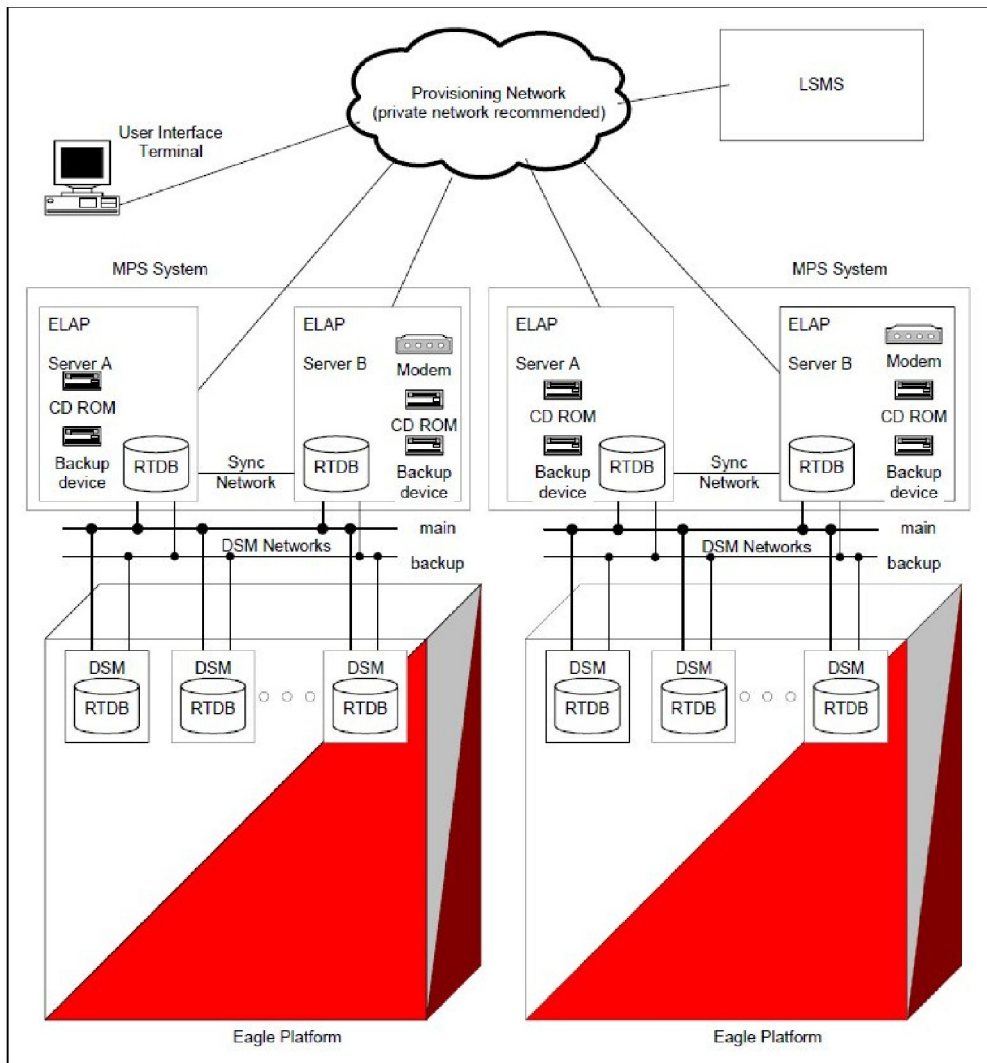 Provisioning Network
(private network recommended)
LSMS
User Interface
Terminal
MPS System
ELAP
Server A
CD ROM
Backup
device
RTDB
Sync
Network
ELAP
Server B
Modem
CD ROM
Backup
device
RTDB
main
DSM Networks
backup
DSM
RTDB
DSM
RTDB
DSM
RTDB
Eagle Platform
MPS System
ELAP
Server A
CD ROM
Backup
device
RTDB
Sync
Network
ELAP
Server B
Modem
CD ROM
Backup
device
RTDB
main
DSM Networks
backup
DSM
RTDB
DSM
RTDB
DSM
RTDB
Eagle Platform